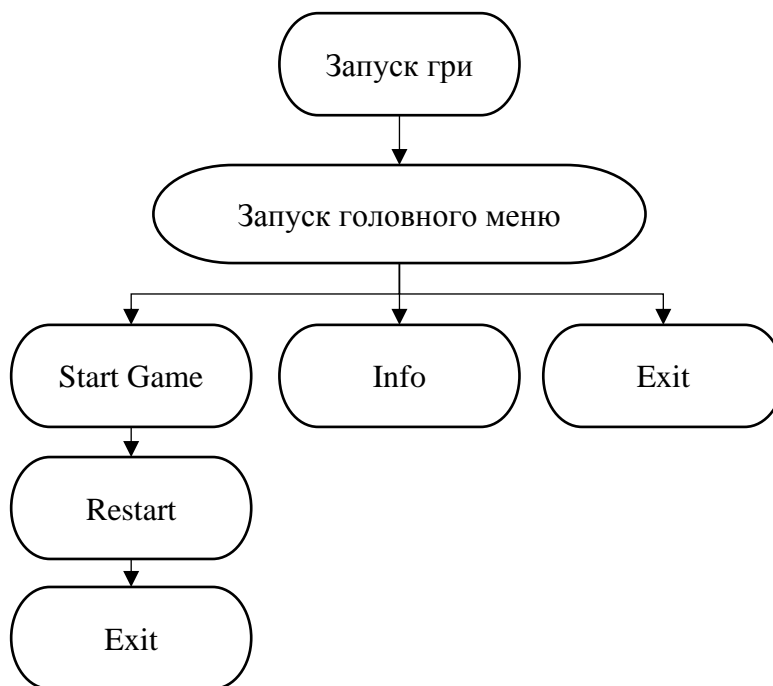 Запуск гри
Запуск головного меню
Start Game
Info
Exit
Restart
Exit